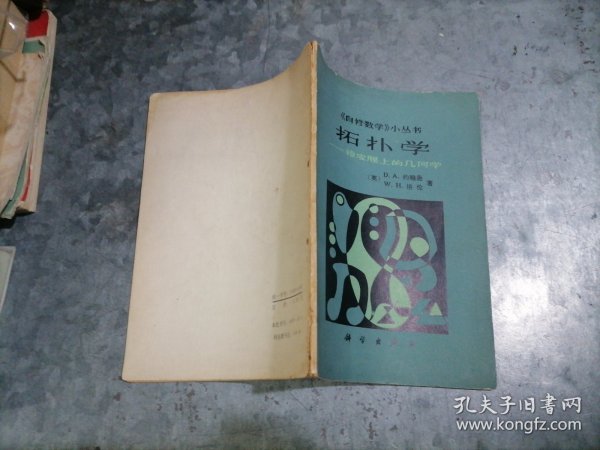 《自修数学》小丛书
拓扑学
——橡皮膜上的几何学
〔美〕 D. A. 约翰逊 著
W. H. 格伦
科学出版社
孔夫子旧书网
www.kongfz.com